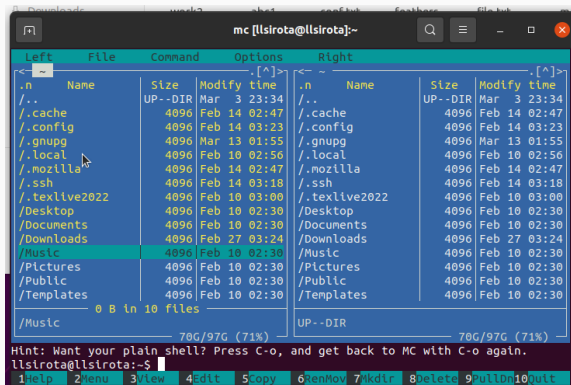 mc [llsirota@llsirota]:~
Left File Command Options Right
<- ~ .[^]> <- ~ .[^]>
.n Name Size Modify time .n Name Size Modify time
/.. UP--DIR Mar 3 23:34 /.. UP--DIR Mar 3 23:34
/.cache 4096 Feb 14 02:47 /.cache 4096 Feb 14 02:47
/.config 4096 Feb 14 03:23 /.config 4096 Feb 14 03:23
/.gnupg 4096 Mar 13 01:55 /.gnupg 4096 Mar 13 01:55
/.local 4096 Feb 10 02:56 /.local 4096 Feb 10 02:56
/.mozilla 4096 Feb 14 02:47 /.mozilla 4096 Feb 14 02:47
/.ssh 4096 Feb 14 03:18 /.ssh 4096 Feb 14 03:18
/.texlive2022 4096 Feb 10 03:00 /.texlive2022 4096 Feb 10 03:00
/Desktop 4096 Feb 10 02:30 /Desktop 4096 Feb 10 02:30
/Documents 4096 Feb 10 02:30 /Documents 4096 Feb 10 02:30
/Downloads 4096 Feb 27 03:24 /Downloads 4096 Feb 27 03:24
/Music 4096 Feb 10 02:30 /Music 4096 Feb 10 02:30
/Pictures 4096 Feb 10 02:30 /Pictures 4096 Feb 10 02:30
/Public 4096 Feb 10 02:30 /Public 4096 Feb 10 02:30
/Templates 4096 Feb 10 02:30 /Templates 4096 Feb 10 02:30
0 B in 10 files
/Music UP--DIR
70G/97G (71%) 70G/97G (71%)
Hint: Want your plain shell? Press C-o, and get back to MC with C-o again.
llsirota@llsirota:~$
1Help 2Menu 3View 4Edit 5Copy 6RenMov 7Mkdir 8Delete 9PullDn 10Quit